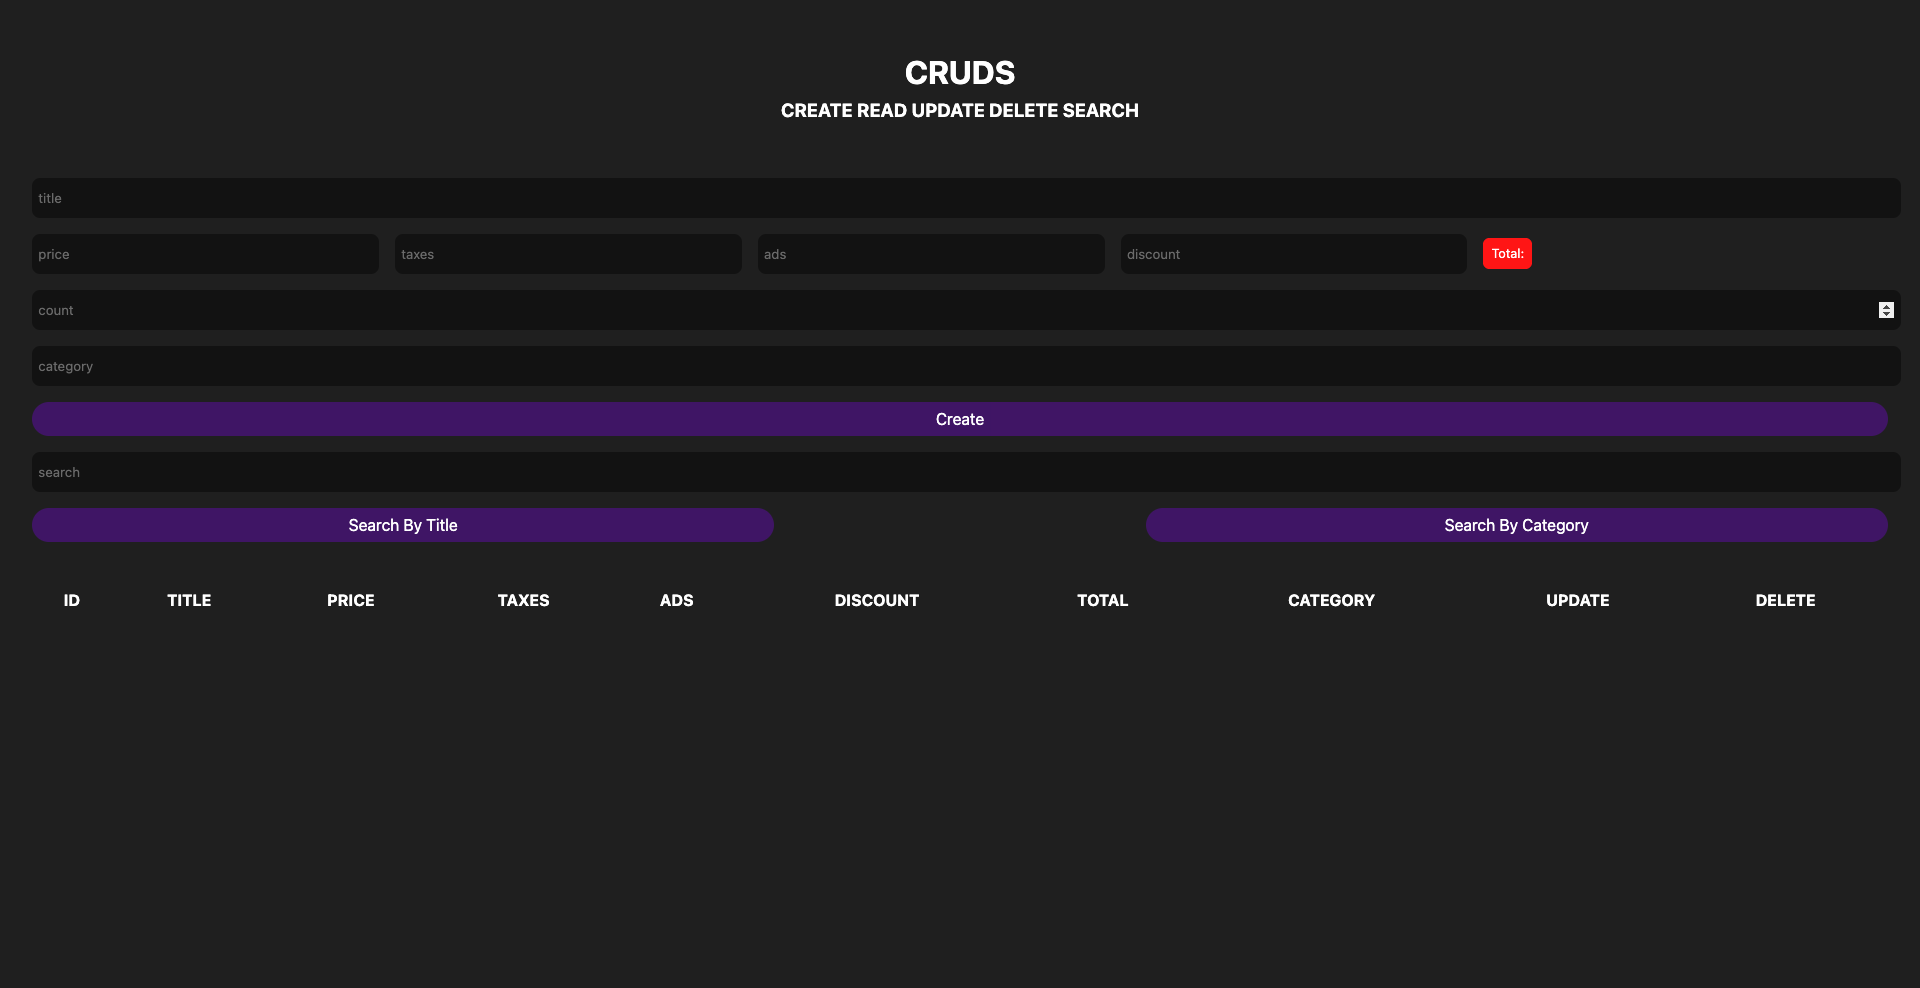 CRUDS
CREATE READ UPDATE DELETE SEARCH
title
price taxes ads discount Total:
count
category
Create
search
Search By Title Search By Category
ID TITLE PRICE TAXES ADS DISCOUNT TOTAL CATEGORY UPDATE DELETE